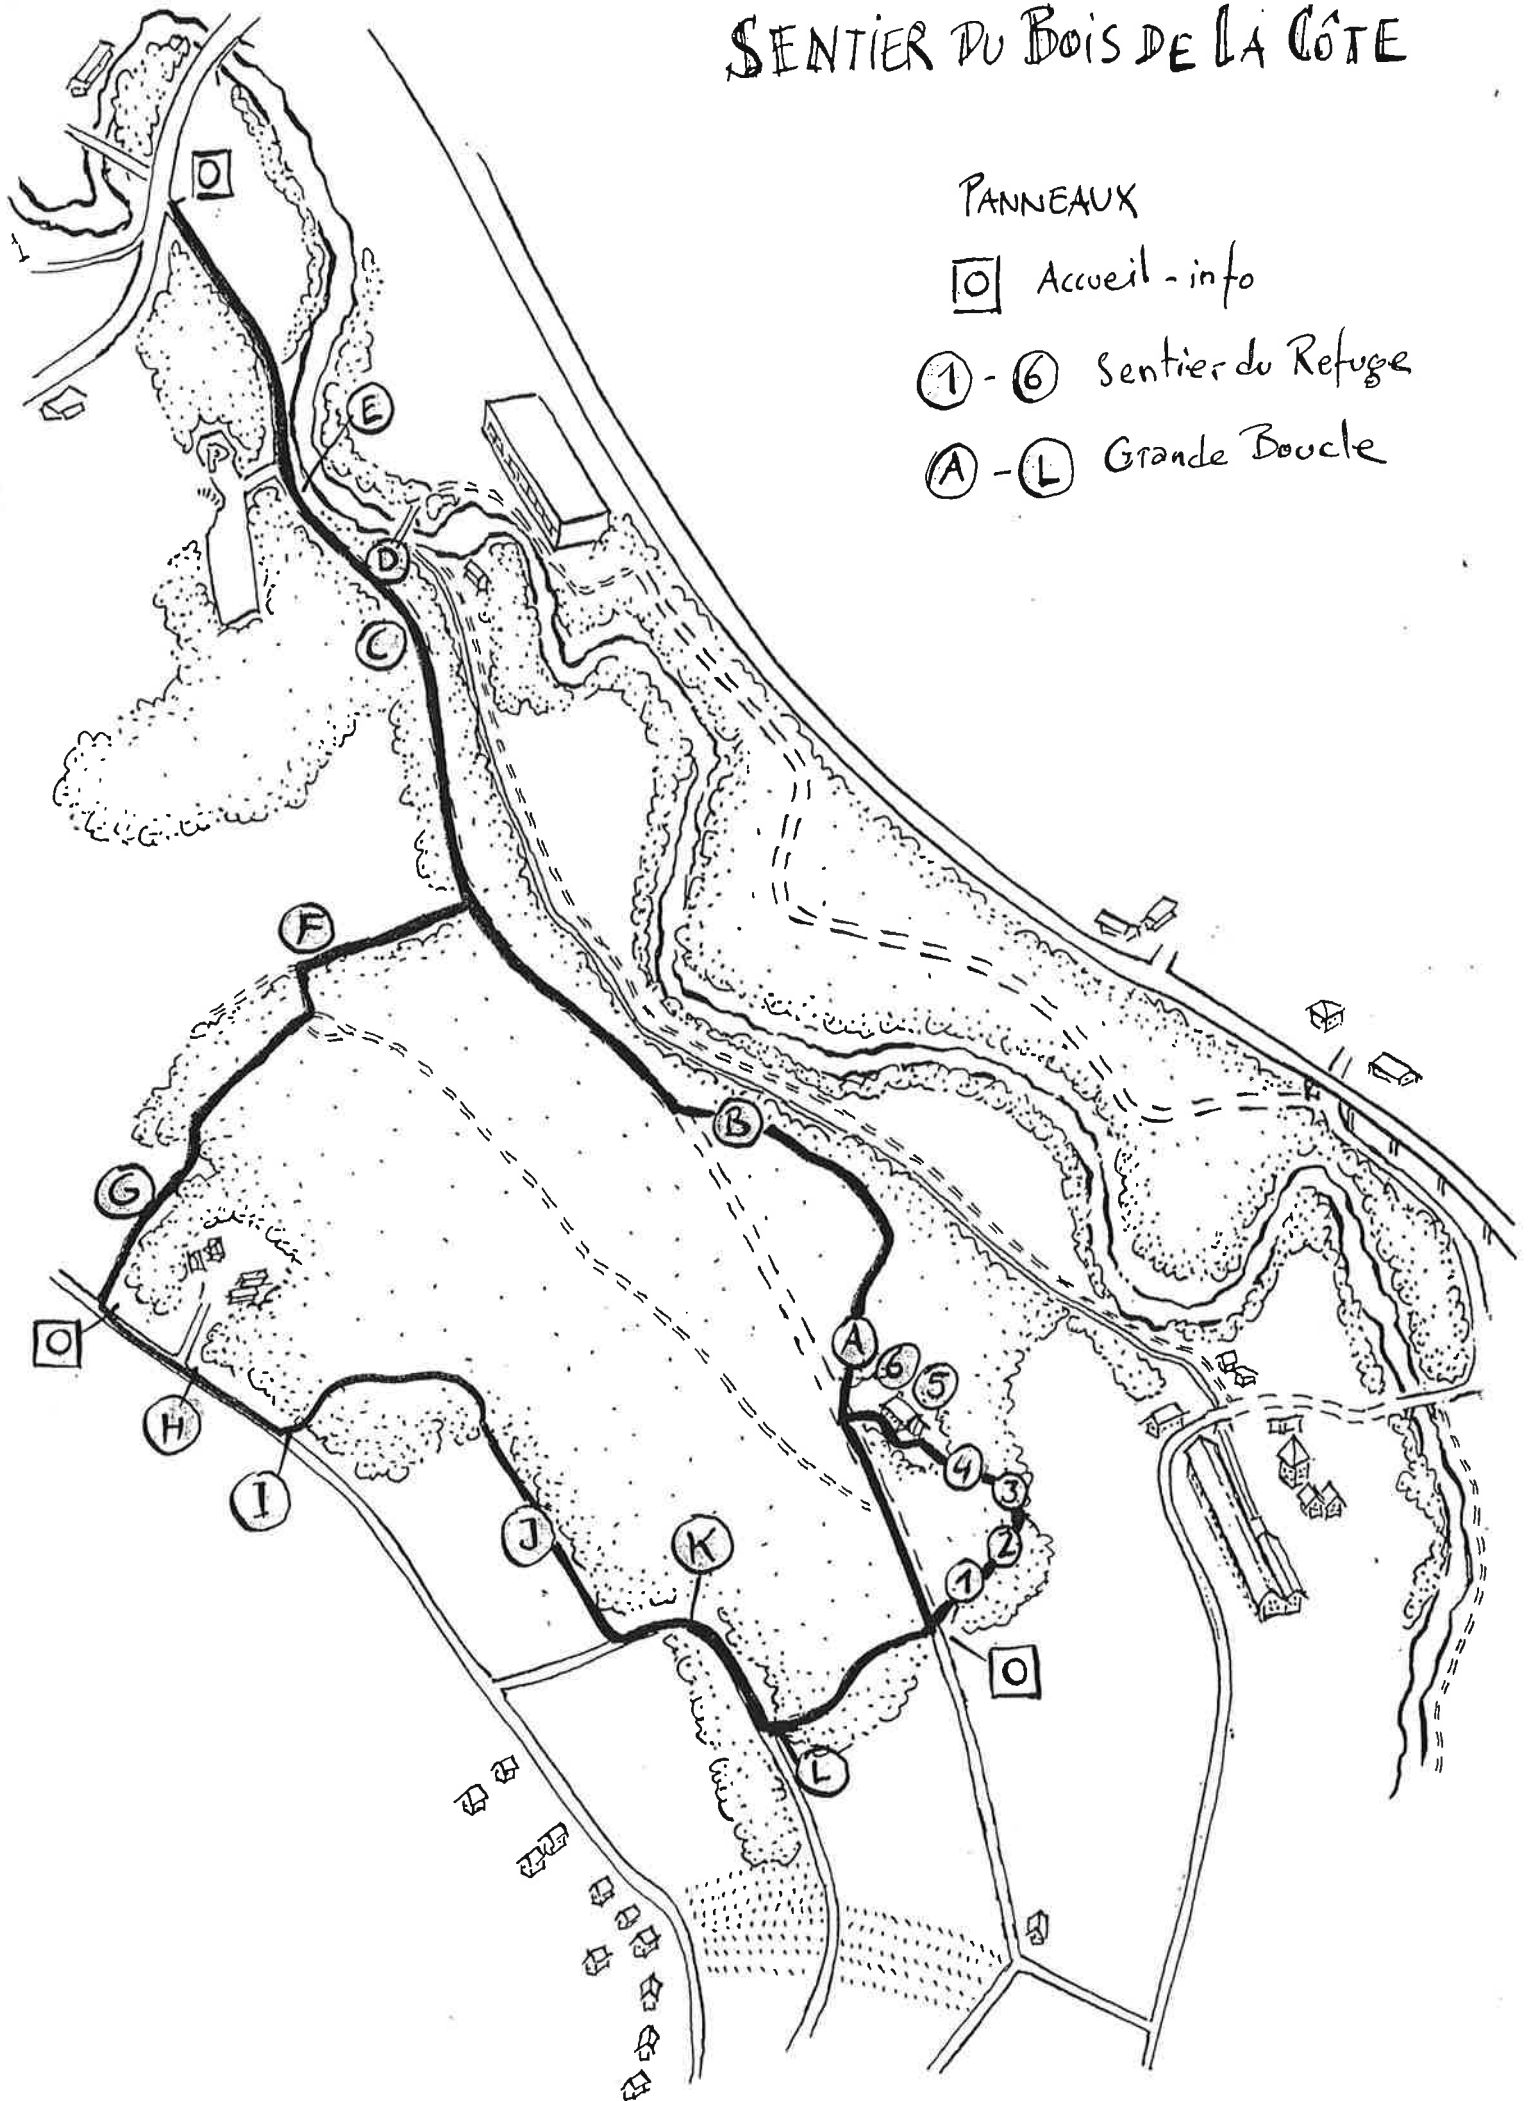 SENTIER DU BOIS DE LA CÔTE
PANNEAUX
O Accueil - info
1 - 6 Sentier du Refuge
A - L Grande Boucle
O
E
P
D
C
F
B
G
A
6
5
O
H
4
3
I
J
2
K
1
O
L